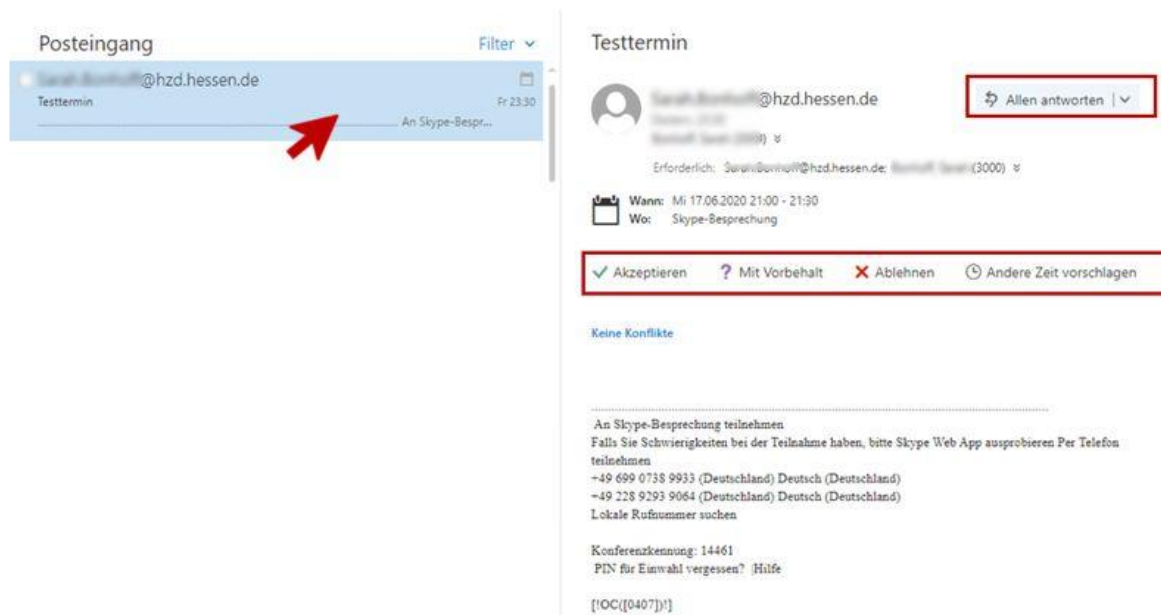 Posteingang
Filter
@hzd.hessen.de
Testtermin
Fr 23:30
An Skype-Bespr...
Testtermin
@hzd.hessen.de
Allen antworten
Erforderlich: @hzd.hessen.de; (3000)
Wann: Mi 17.06.2020 21:00 - 21:30
Wo: Skype-Besprechung
Akzeptieren ? Mit Vorbehalt Ablehnen Andere Zeit vorschlagen
Keine Konflikte
An Skype-Besprechung teilnehmen
Falls Sie Schwierigkeiten bei der Teilnahme haben, bitte Skype Web App ausprobieren Per Telefon
teilnehmen
+49 699 0738 9933 (Deutschland) Deutsch (Deutschland)
+49 228 9293 9064 (Deutschland) Deutsch (Deutschland)
Lokale Rufnummer suchen
Konferenzkennung: 14461
PIN für Einwahl vergessen? |Hilfe
[!OC([0407])!]